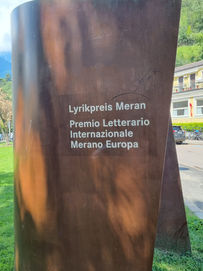 Lyrikpreis Meran
Premio Letterario
Internazionale
Merano Europa